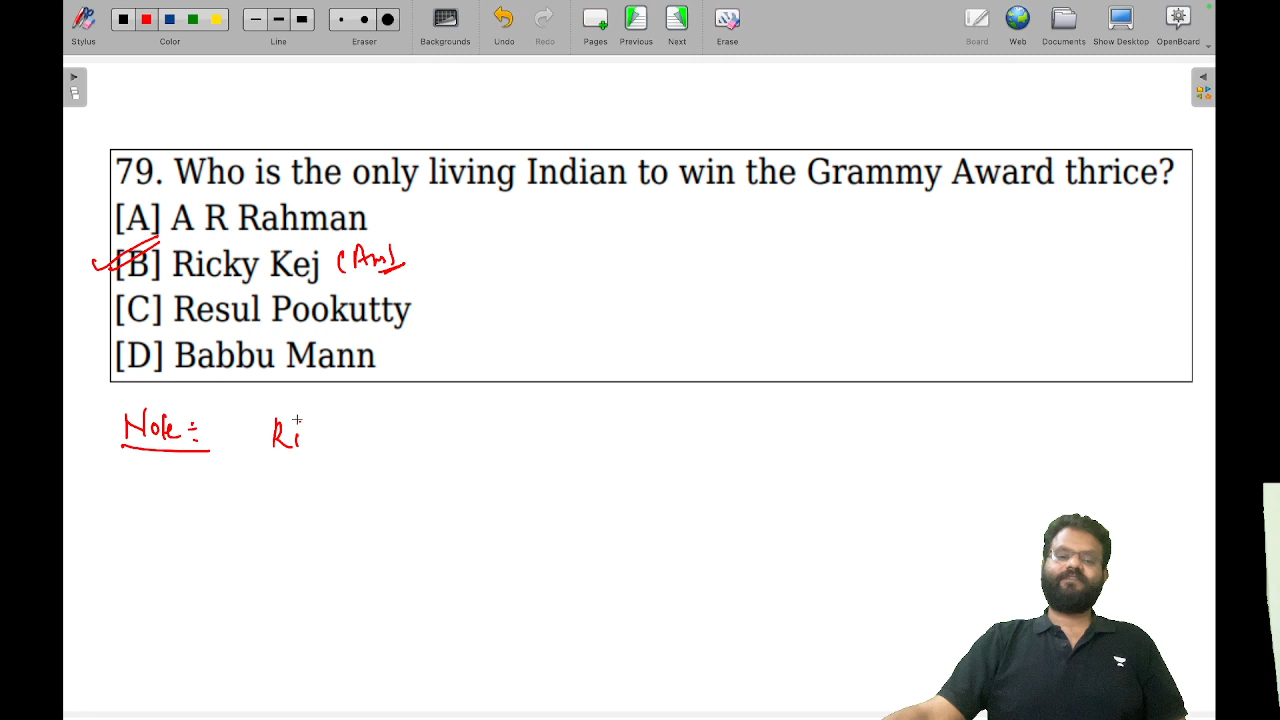 Stylus Color Line Eraser Backgrounds Undo Redo Pages Previous Next Erase Board Web Documents Show Desktop OpenBoard
79. Who is the only living Indian to win the Grammy Award thrice?
[A] A R Rahman
[B] Ricky Kej (Ans)
[C] Resul Pookutty
[D] Babbu Mann
Note:- Ri